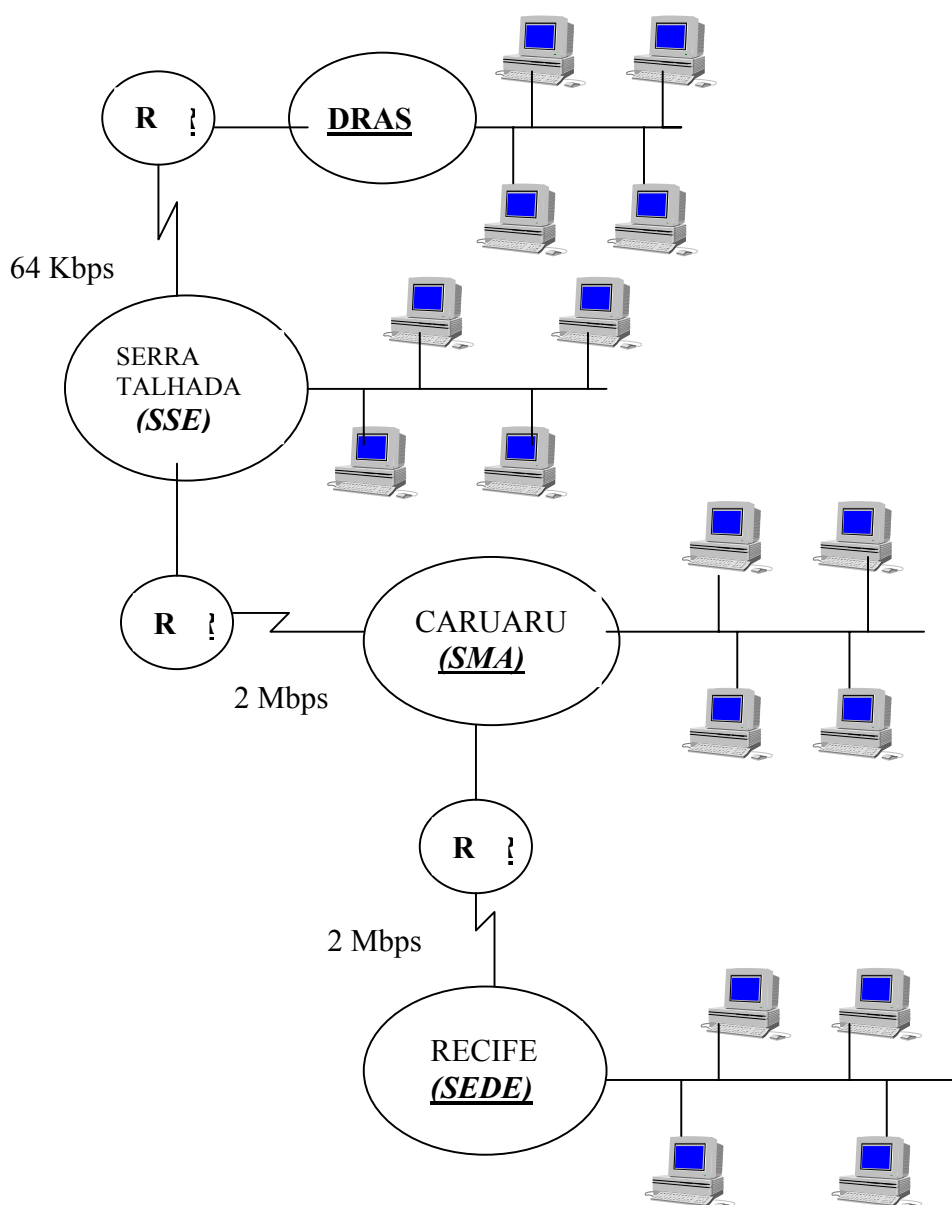 R R DRAS
64 Kbps
SERRA
TALHADA
(SSE)
R R
CARUARU
(SMA)
2 Mbps
R R
2 Mbps
RECIFE
(SEDE)